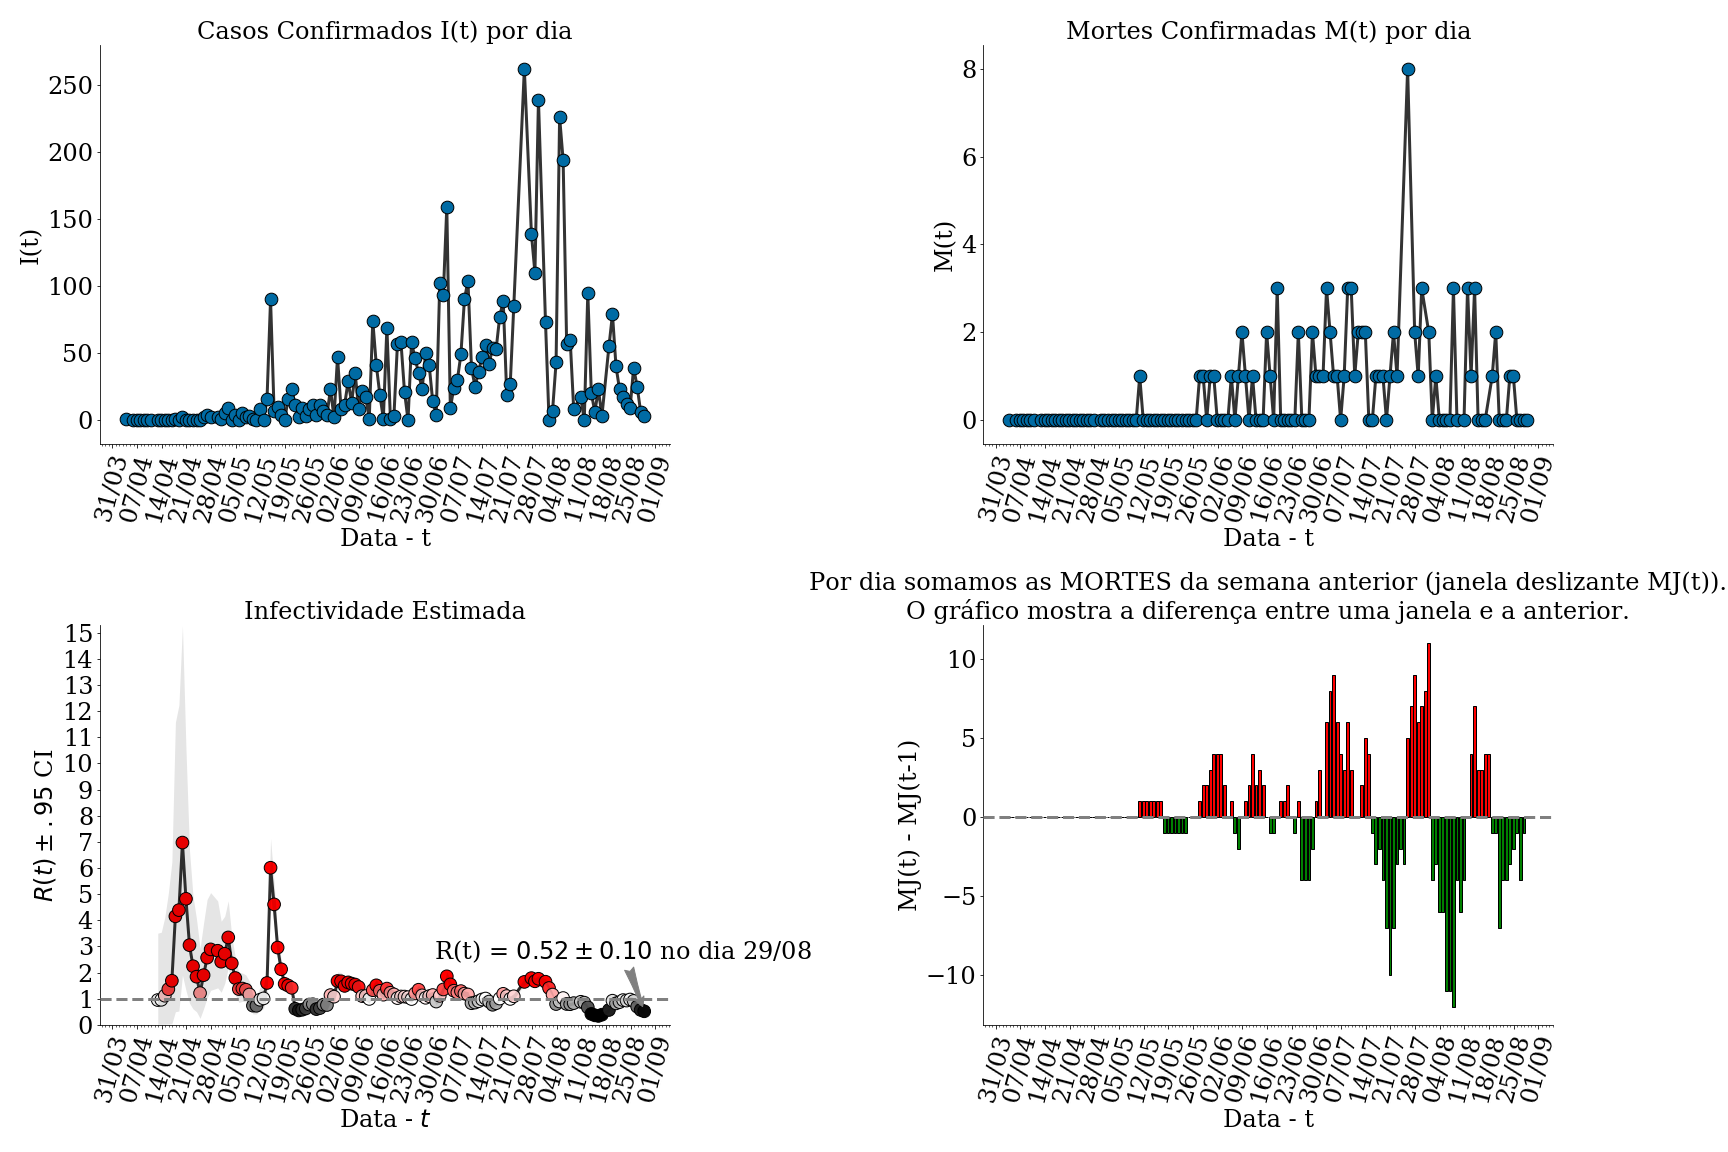 Casos Confirmados I(t) por dia
I(t)
250
200
150
100
50
0
31/03 07/04 14/04 21/04 28/04 05/05 12/05 19/05 26/05 02/06 09/06 16/06 23/06 30/06 07/07 14/07 21/07 28/07 04/08 11/08 18/08 25/08 01/09
Data - t
Mortes Confirmadas M(t) por dia
M(t)
8
6
4
2
0
31/03 07/04 14/04 21/04 28/04 05/05 12/05 19/05 26/05 02/06 09/06 16/06 23/06 30/06 07/07 14/07 21/07 28/07 04/08 11/08 18/08 25/08 01/09
Data - t
Infectividade Estimada
R(t) ± .95 CI
15
14
13
12
11
10
9
8
7
6
5
4
3
2
1
0
R(t) = 0.52 ± 0.10 no dia 29/08
31/03 07/04 14/04 21/04 28/04 05/05 12/05 19/05 26/05 02/06 09/06 16/06 23/06 30/06 07/07 14/07 21/07 28/07 04/08 11/08 18/08 25/08 01/09
Data - t
Por dia somamos as MORTES da semana anterior (janela deslizante MJ(t)).
O gráfico mostra a diferença entre uma janela e a anterior.
MJ(t) - MJ(t-1)
10
5
0
−5
−10
31/03 07/04 14/04 21/04 28/04 05/05 12/05 19/05 26/05 02/06 09/06 16/06 23/06 30/06 07/07 14/07 21/07 28/07 04/08 11/08 18/08 25/08 01/09
Data - t